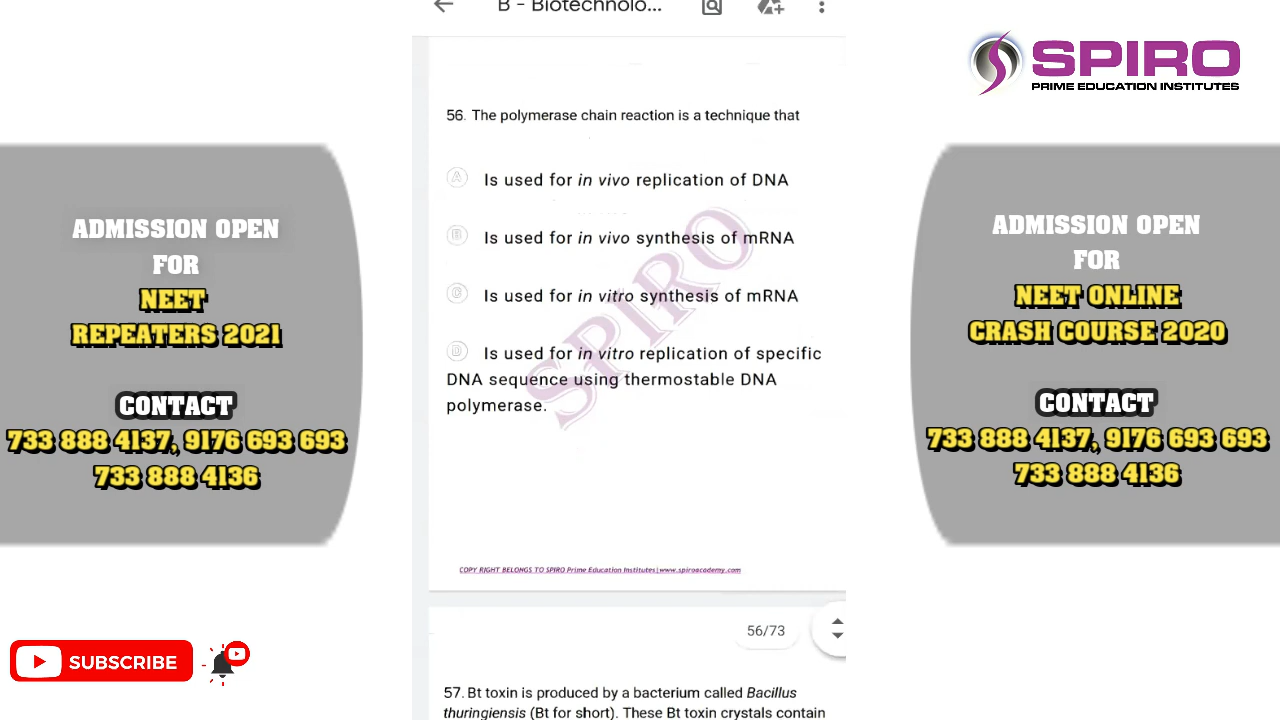 B - Biotechnolo...
SPIRO
PRIME EDUCATION INSTITUTES
56. The polymerase chain reaction is a technique that
A Is used for in vivo replication of DNA
B Is used for in vivo synthesis of mRNA
C Is used for in vitro synthesis of mRNA
D Is used for in vitro replication of specific
DNA sequence using thermostable DNA
polymerase.
SPIRO
COPY RIGHT BELONGS TO SPIRO Prime Education Institutes|www.spiroacademy.com
56/73
57. Bt toxin is produced by a bacterium called Bacillus
thuringiensis (Bt for short). These Bt toxin crystals contain
ADMISSION OPEN
FOR
NEET
REPEATERS 2021
CONTACT
733 888 4137, 9176 693 693
733 888 4136
ADMISSION OPEN
FOR
NEET ONLINE
CRASH COURSE 2020
CONTACT
733 888 4137, 9176 693 693
733 888 4136
SUBSCRIBE